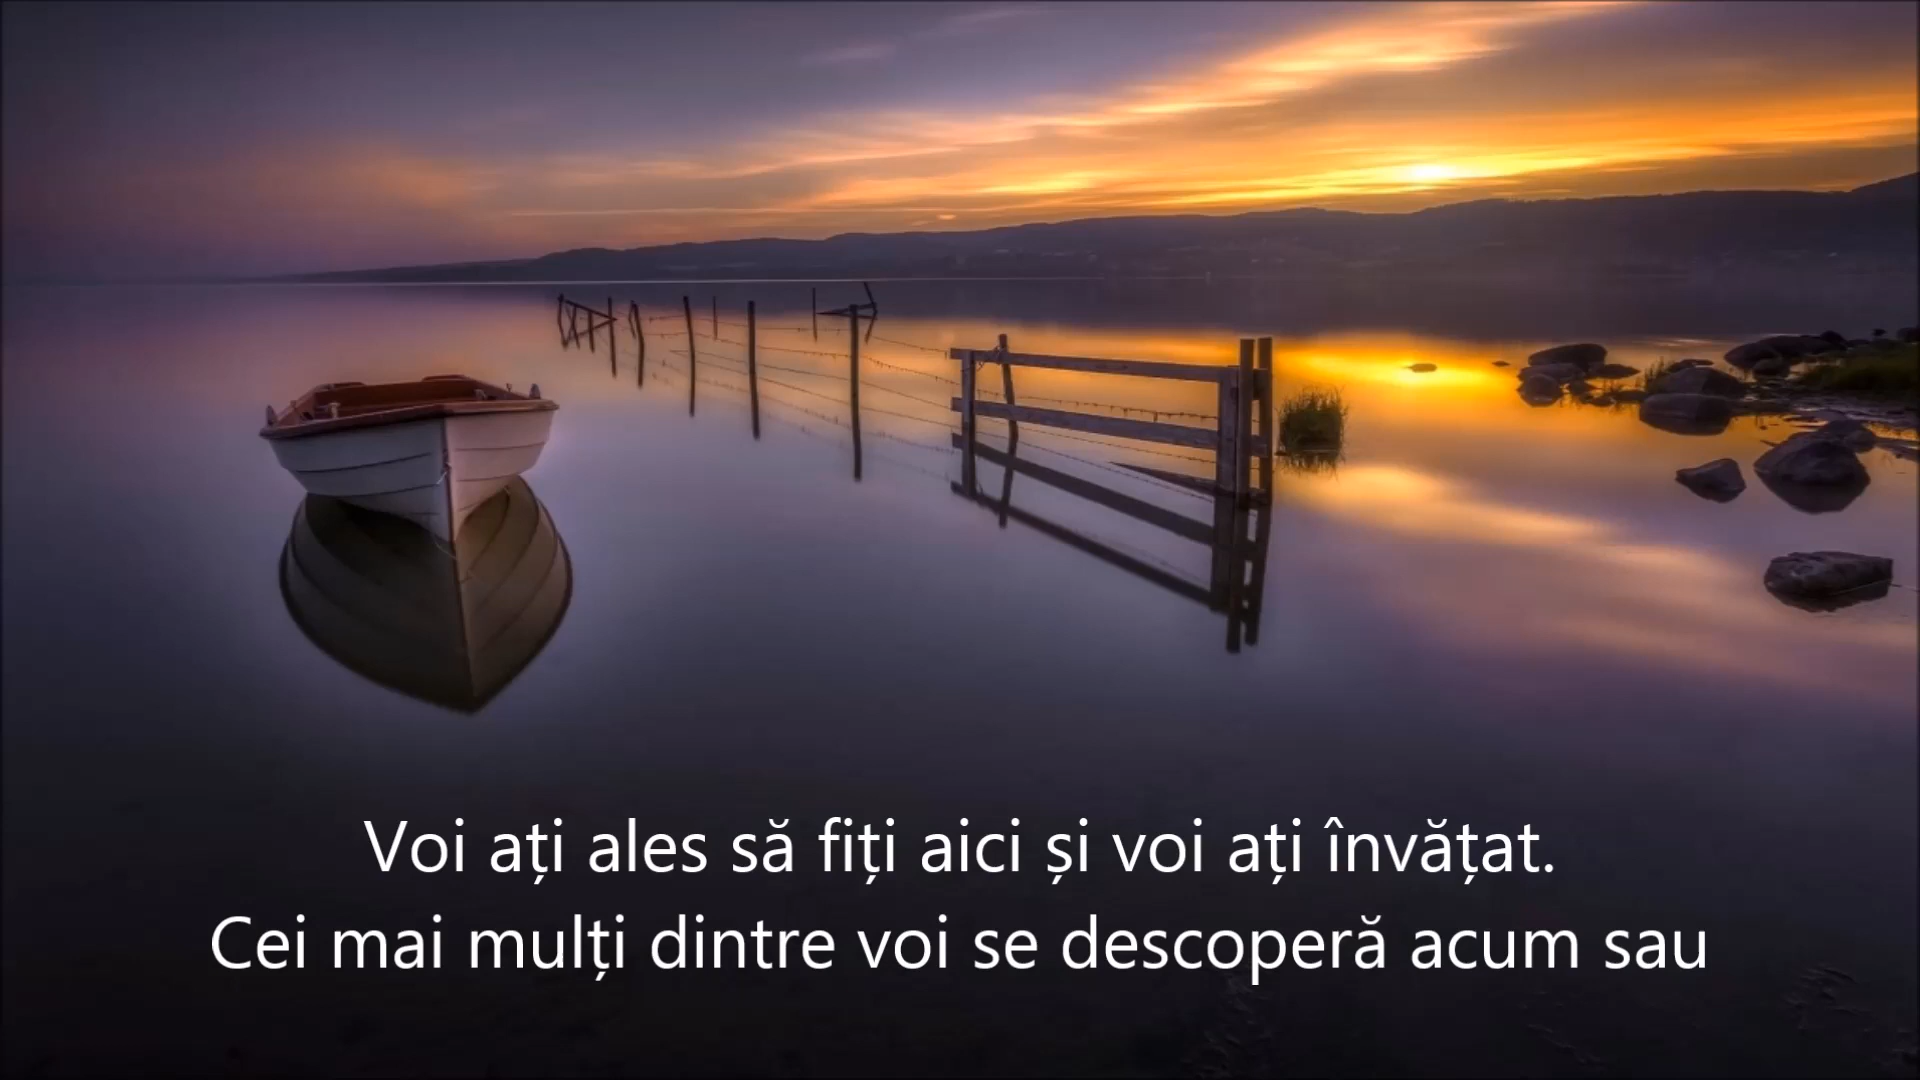 Voi ați ales să fiți aici și voi ați învățat.
Cei mai mulți dintre voi se descoperă acum sau